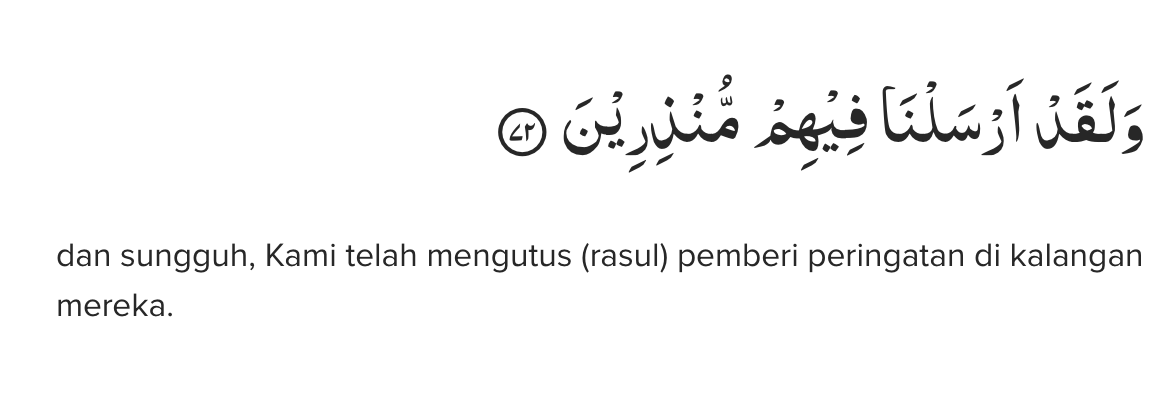 وَلَقَدْ اَرْسَلْنَا فِيْهِمْ مُّنْذِرِيْنَ ٧٢
dan sungguh, Kami telah mengutus (rasul) pemberi peringatan di kalangan
mereka.